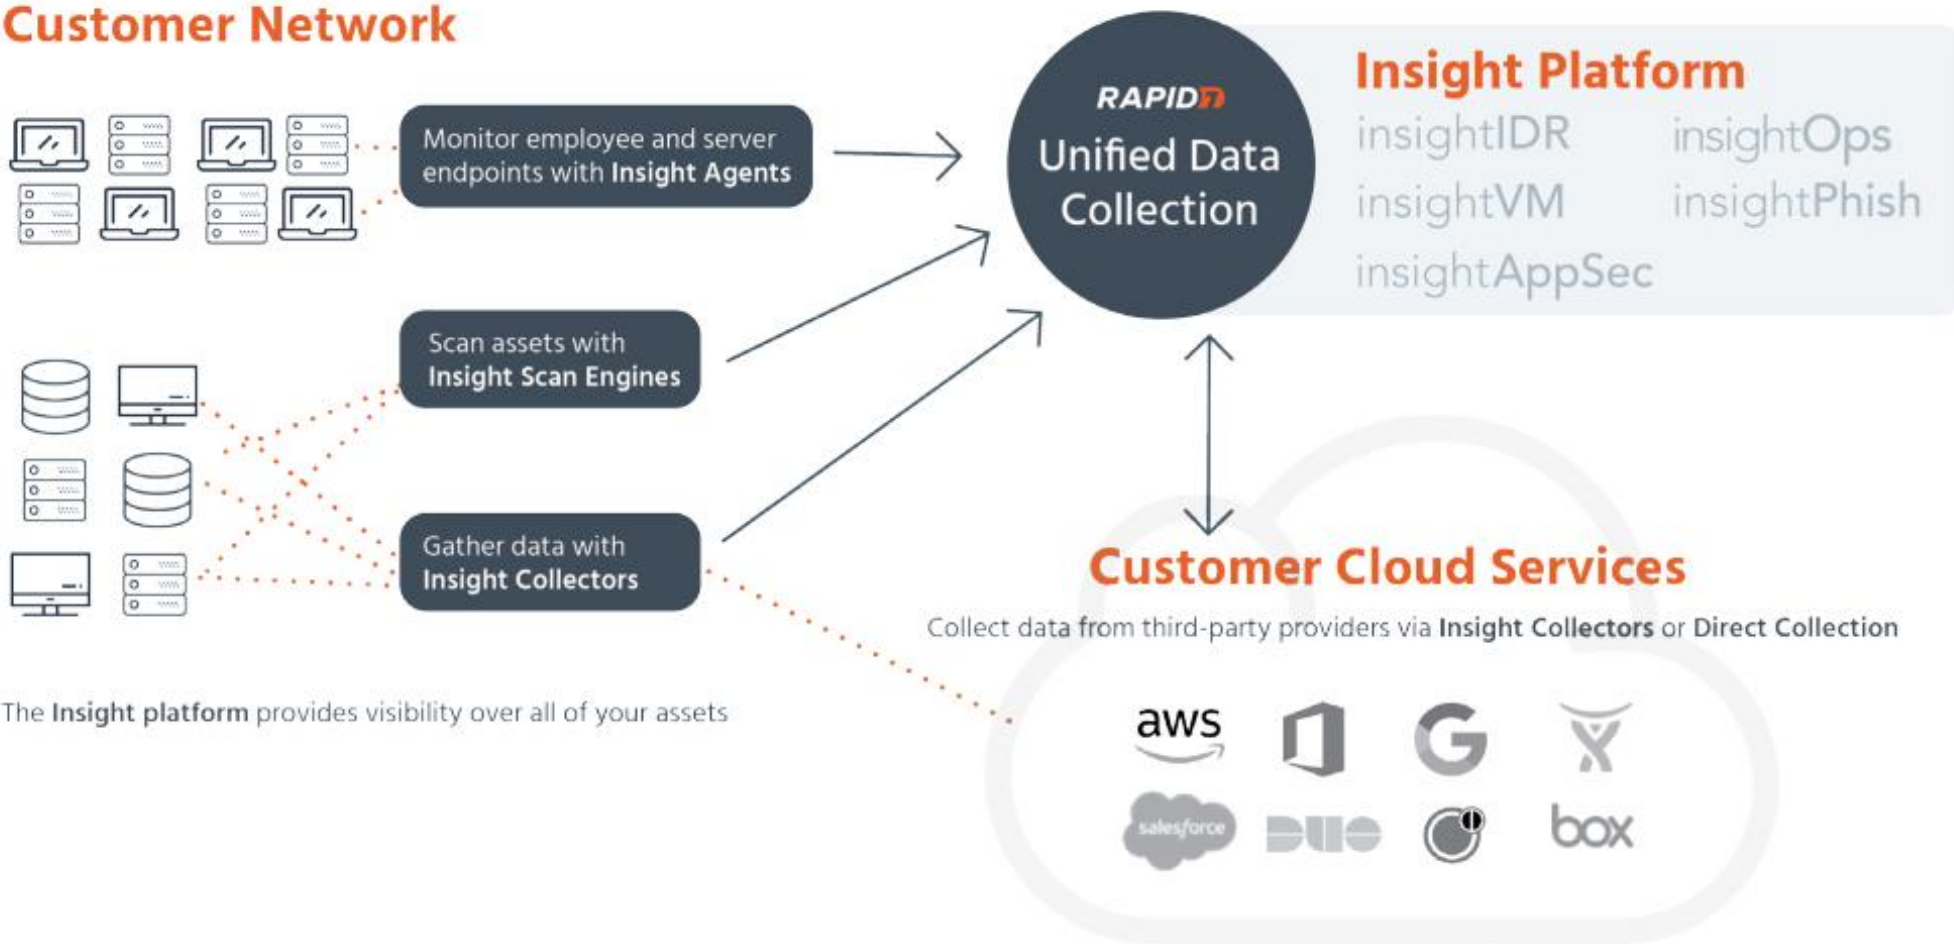 Customer Network
Monitor employee and server
endpoints with Insight Agents
Scan assets with
Insight Scan Engines
Gather data with
Insight Collectors
The Insight platform provides visibility over all of your assets
RAPID7
Unified Data
Collection
Insight Platform
insightIDR
insightOps
insightVM
insightPhish
insightAppSec
Customer Cloud Services
Collect data from third-party providers via Insight Collectors or Direct Collection
aws
salesforce
DUO
box